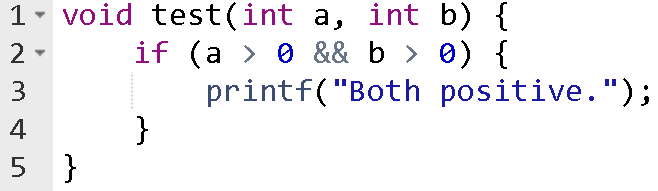 1 void test(int a, int b) {
2     if (a > 0 && b > 0) {
3         printf("Both positive.");
4     }
5 }